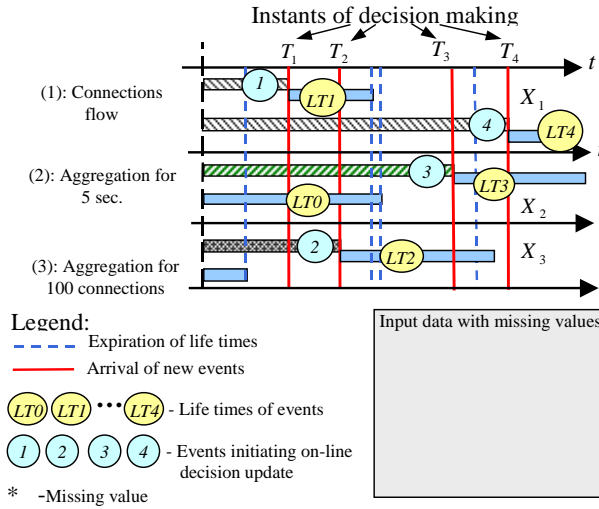 Instants of decision making
T1 T2 T3 T4 t
(1): Connections
flow
1
LT1
X1
4
LT4
t
(2): Aggregation for
5 sec.
3
LT3
LT0
X2
2
LT2
X3
(3): Aggregation for
100 connections
Legend:
Expiration of life times
Arrival of new events
LT0 LT1 ••• LT4 - Life times of events
1 2 3 4 - Events initiating on-line
decision update
* -Missing value
Input data with missing values